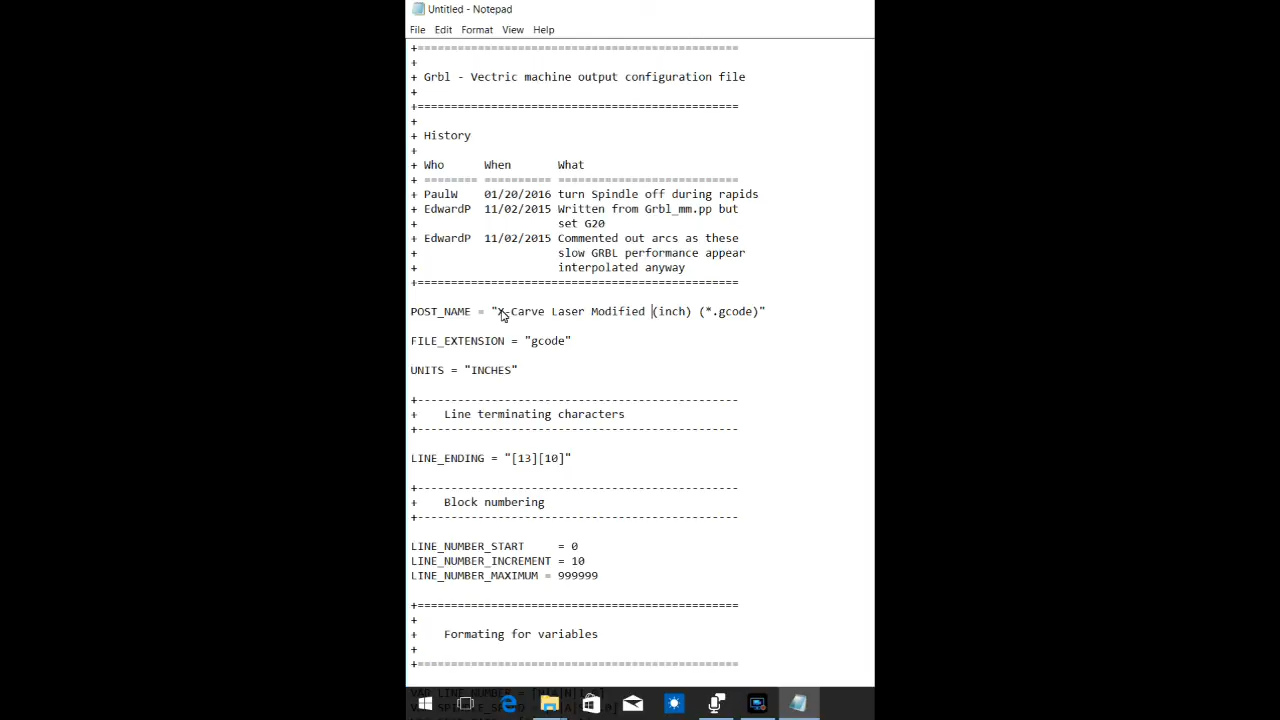 Untitled - Notepad
File Edit Format View Help
+================================================
+
+ Grbl - Vectric machine output configuration file
+
+================================================
+
+ History
+
+ Who When What
+ ======== ========== ===========================
+ PaulW 01/20/2016 turn Spindle off during rapids
+ EdwardP 11/02/2015 Written from Grbl_mm.pp but
+ set G20
+ EdwardP 11/02/2015 Commented out arcs as these
+ slow GRBL performance appear
+ interpolated anyway
+================================================
POST_NAME = "X-Carve Laser Modified (inch) (*.gcode)"
FILE_EXTENSION = "gcode"
UNITS = "INCHES"
+------------------------------------------------
+ Line terminating characters
+------------------------------------------------
LINE_ENDING = "[13][10]"
+------------------------------------------------
+ Block numbering
+------------------------------------------------
LINE_NUMBER_START = 0
LINE_NUMBER_INCREMENT = 10
LINE_NUMBER_MAXIMUM = 999999
+================================================
+
+ Formating for variables
+
+================================================
VAR LINE_NUMBER =